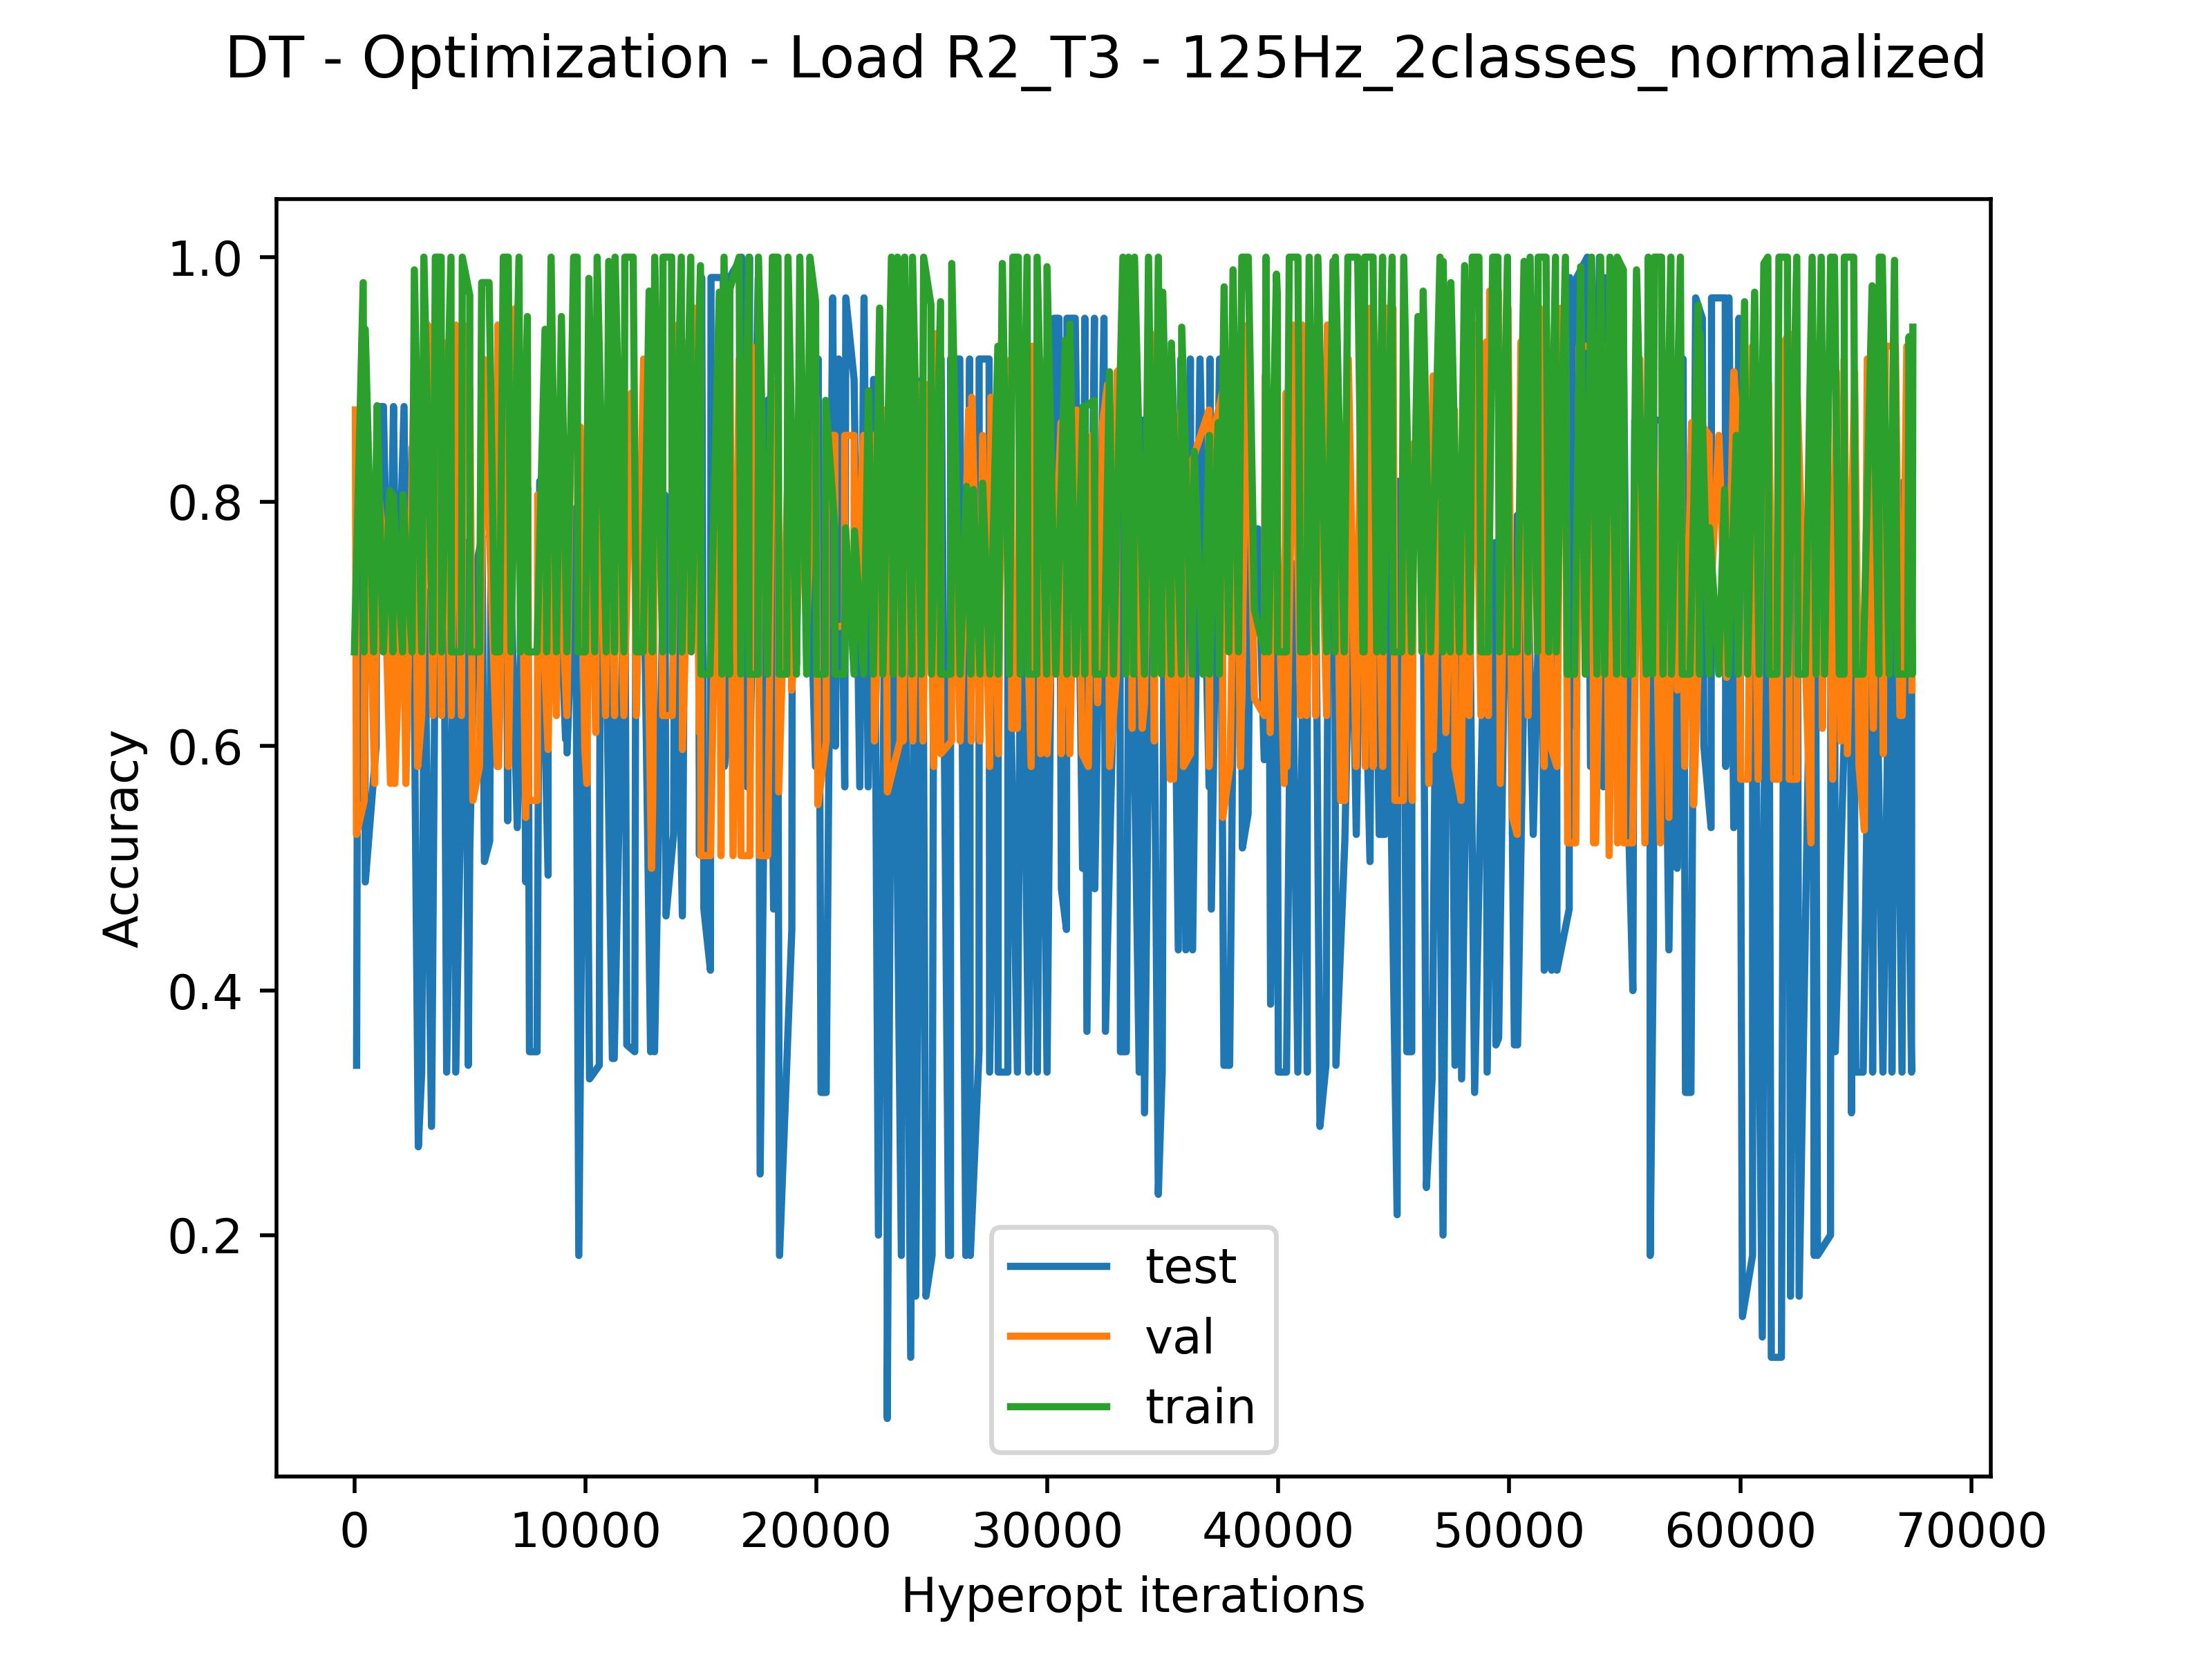 DT - Optimization - Load R2_T3 - 125Hz_2classes_normalized
1.0
0.8
0.6
0.4
0.2
Accuracy
test
val
train
0 10000 20000 30000 40000 50000 60000 70000
Hyperopt iterations